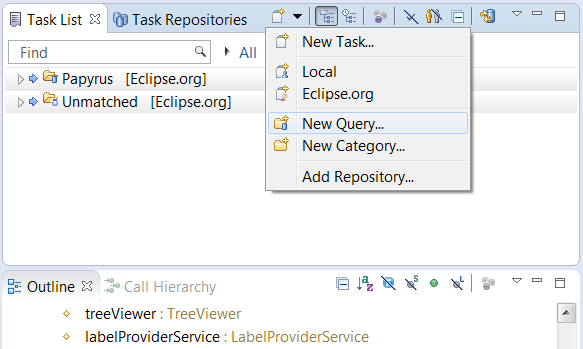 Task List Task Repositories
Find All
New Task...
Local
Eclipse.org
New Query...
New Category...
Add Repository...
Papyrus [Eclipse.org]
Unmatched [Eclipse.org]
Outline Call Hierarchy
treeViewer : TreeViewer
labelProviderService : LabelProviderService